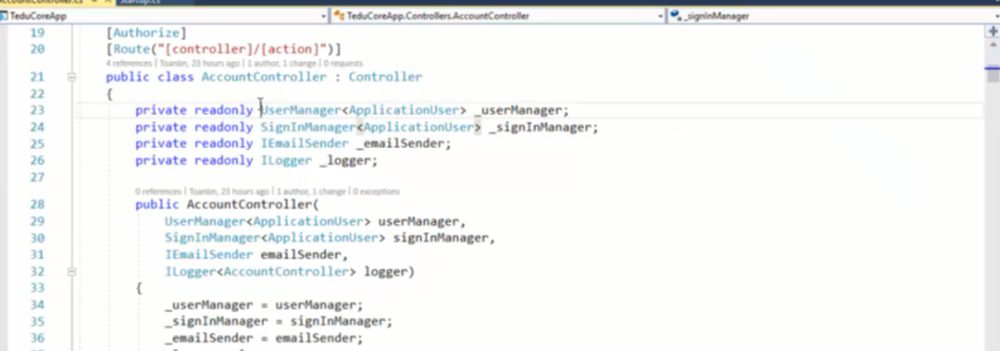 AccountController.cs Startup.cs
TeduCoreApp TeduCoreApp.Controllers.AccountController _signInManager
19 [Authorize]
20 [Route("[controller]/[action]")]
4 references | Toanbn, 23 hours ago | 1 author, 1 change | 0 requests
21 public class AccountController : Controller
22 {
23 private readonly UserManager<ApplicationUser> _userManager;
24 private readonly SignInManager<ApplicationUser> _signInManager;
25 private readonly IEmailSender _emailSender;
26 private readonly ILogger _logger;
27
0 references | Toanbn, 23 hours ago | 1 author, 1 change | 0 exceptions
28 public AccountController(
29 UserManager<ApplicationUser> userManager,
30 SignInManager<ApplicationUser> signInManager,
31 IEmailSender emailSender,
32 ILogger<AccountController> logger)
33 {
34 _userManager = userManager;
35 _signInManager = signInManager;
36 _emailSender = emailSender;